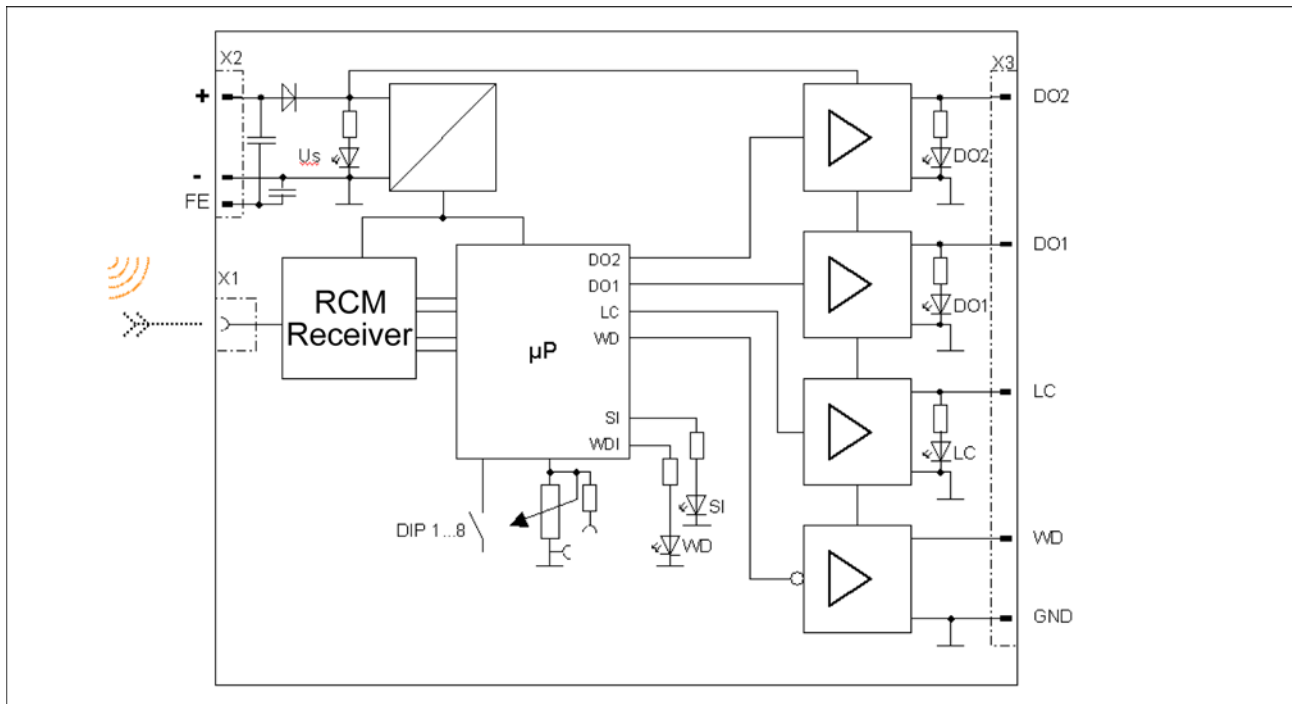 X2
X3
+
DO2
Us
DO2
-
FE
DO1
DO2
X1
DO1
DO1
RCM
Receiver
LC
µP
WD
LC
SI
LC
WDI
SI
DIP 1...8
WD
WD
GND